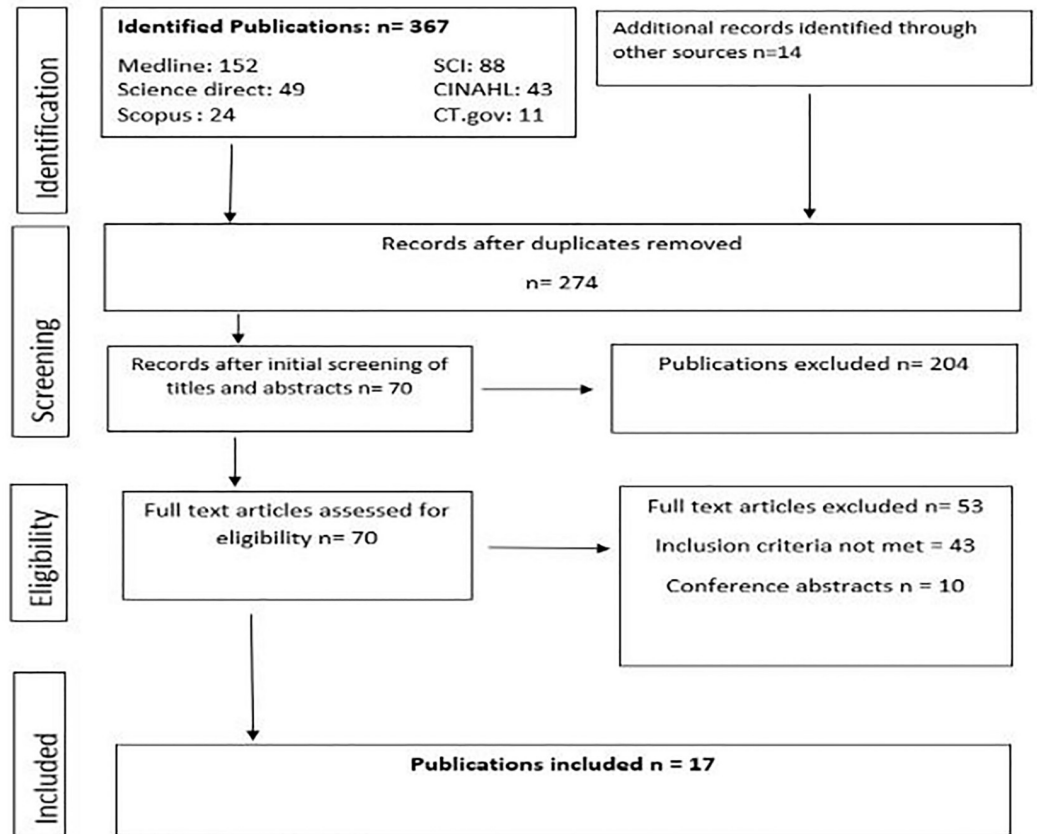 Identification
Identified Publications: n= 367
Medline: 152 SCI: 88
Science direct: 49 CINAHL: 43
Scopus : 24 CT.gov: 11
Additional records identified through
other sources n=14
Screening
Records after duplicates removed
n= 274
Records after initial screening of
titles and abstracts n= 70
Publications excluded n= 204
Eligibility
Full text articles assessed for
eligibility n= 70
Full text articles excluded n= 53
Inclusion criteria not met = 43
Conference abstracts n = 10
Included
Publications included n = 17